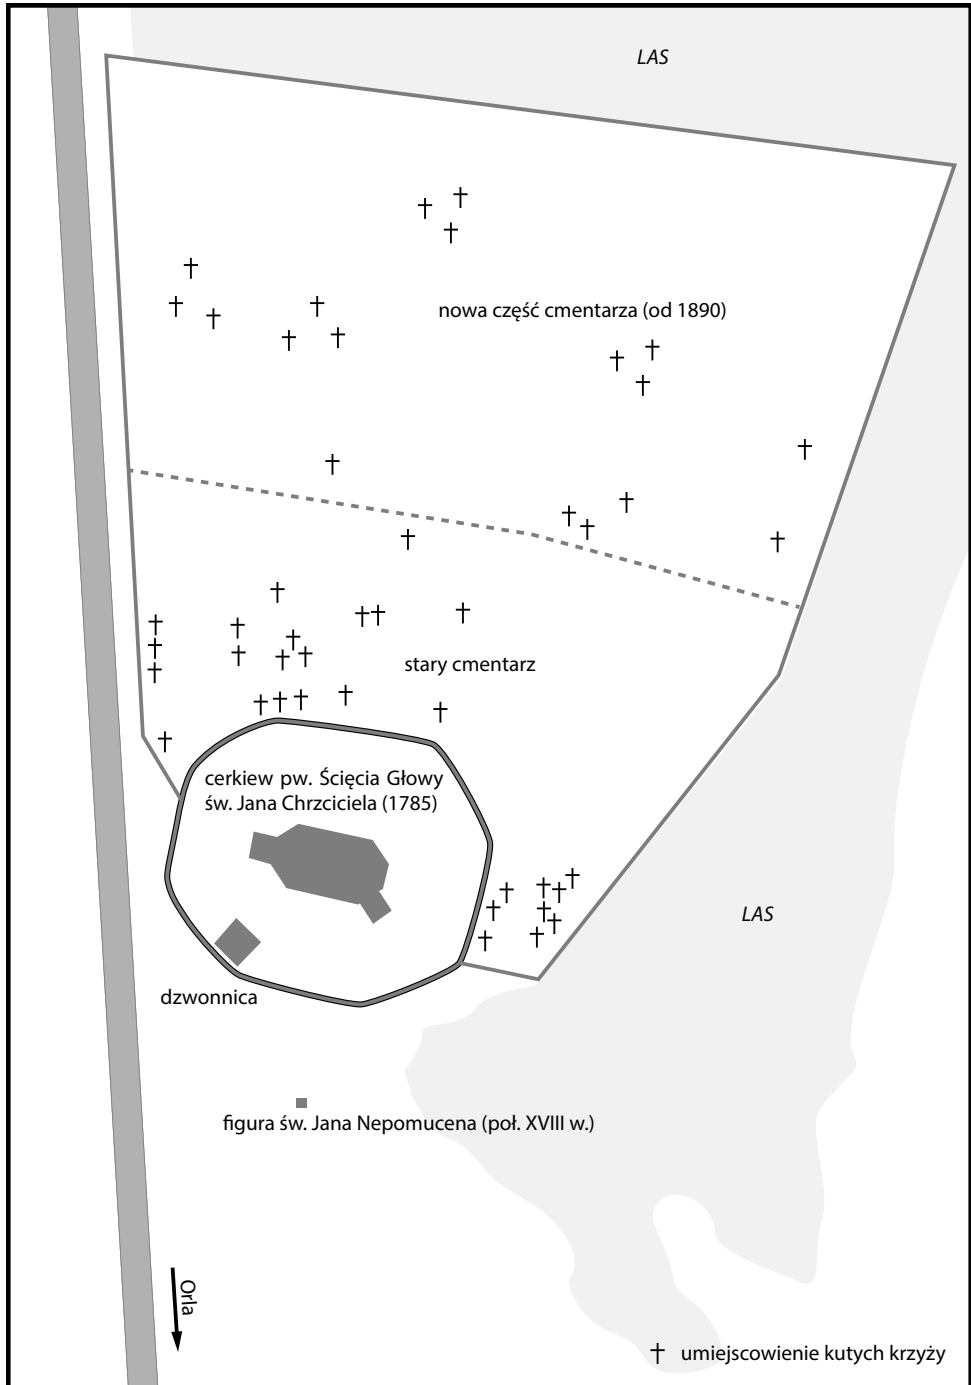 LAS
nowa część cmentarza (od 1890)
stary cmentarz
cerkiew pw. Ścięcia Głowy
św. Jana Chrzciciela (1785)
LAS
dzwonnica
figura św. Jana Nepomucena (poł. XVIII w.)
Orla
umiejscowienie kutych krzyży